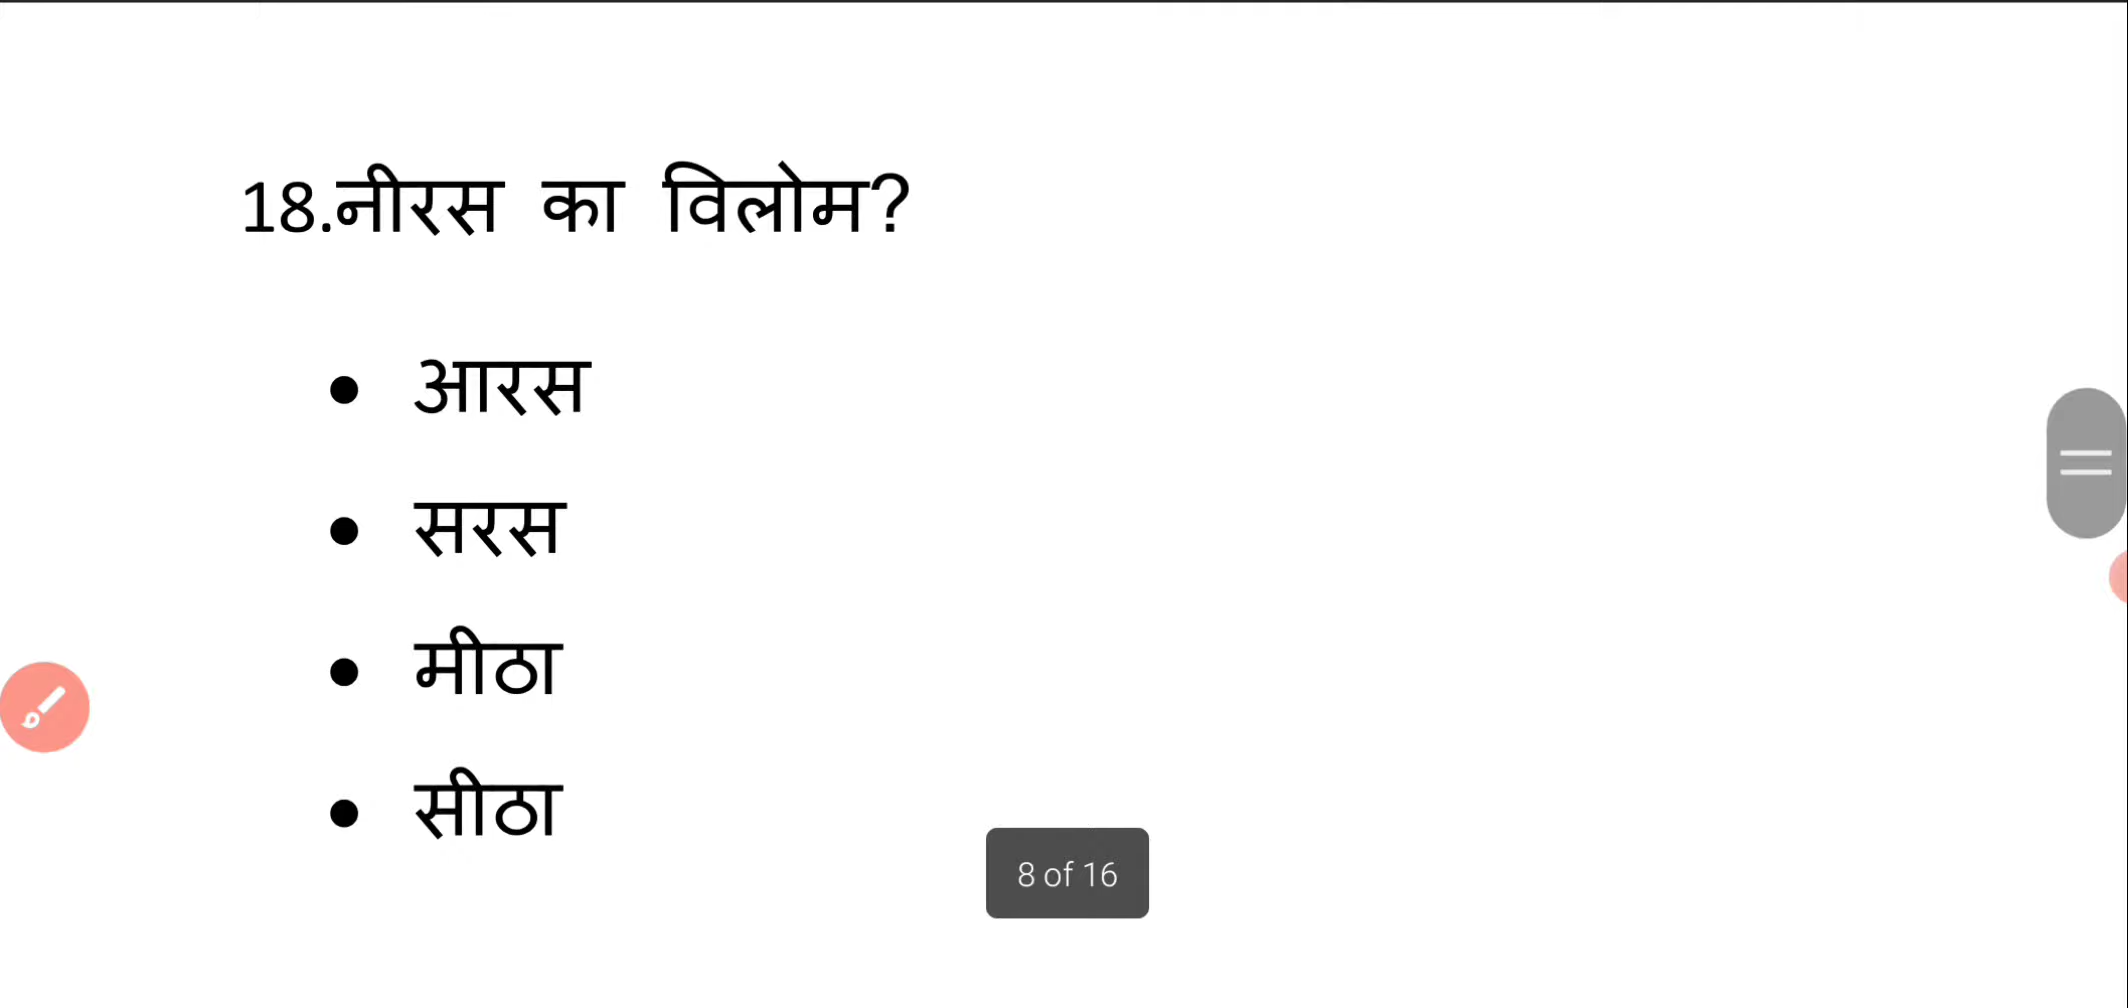 18.नीरस का विलोम?
• आरस
• सरस
• मीठा
• सीठा
8 of 16